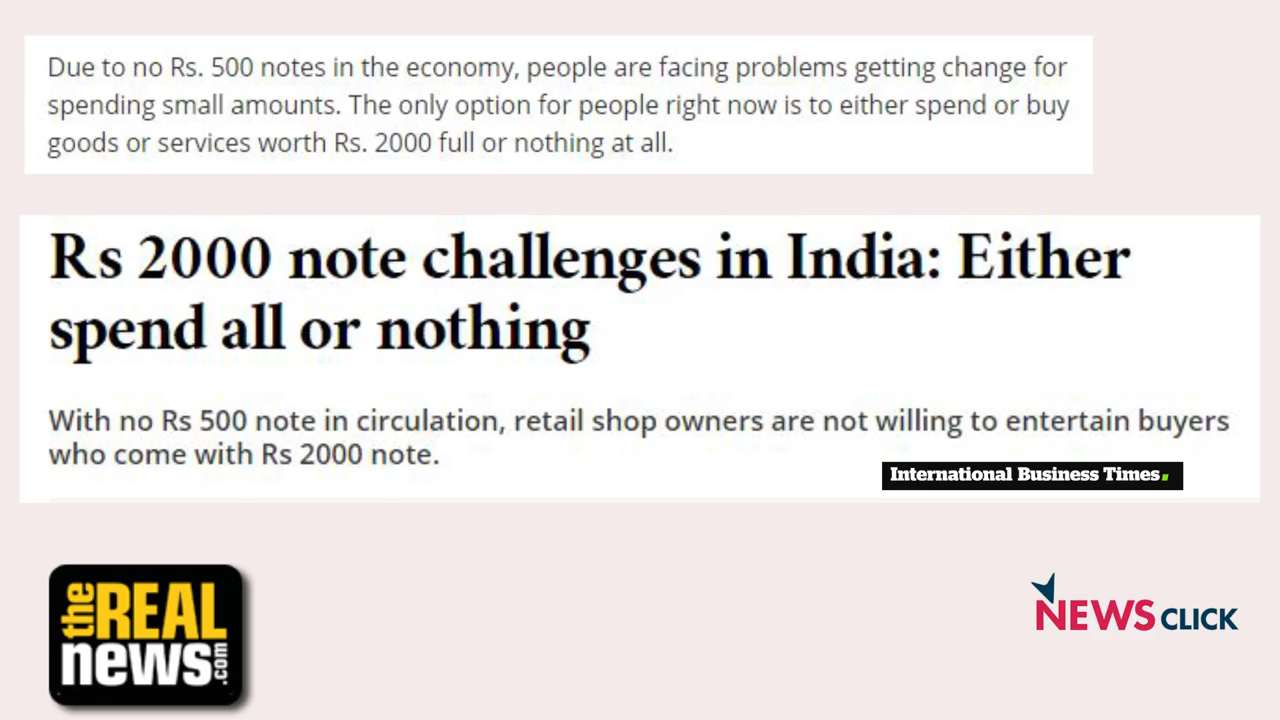 Due to no Rs. 500 notes in the economy, people are facing problems getting change for
spending small amounts. The only option for people right now is to either spend or buy
goods or services worth Rs. 2000 full or nothing at all.
Rs 2000 note challenges in India: Either
spend all or nothing
With no Rs 500 note in circulation, retail shop owners are not willing to entertain buyers
who come with Rs 2000 note.
International Business Times.
the REAL
news.com
NEWS CLICK